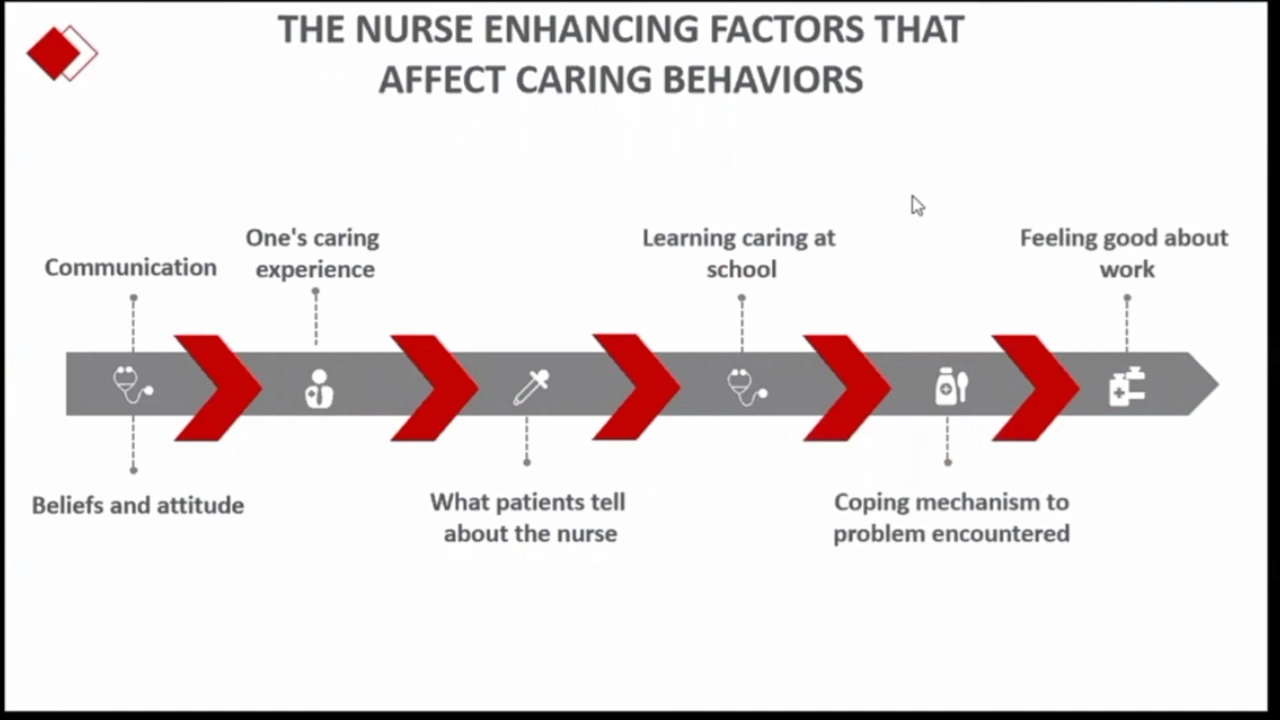 THE NURSE ENHANCING FACTORS THAT
AFFECT CARING BEHAVIORS
Communication
One's caring
experience
Learning caring at
school
Feeling good about
work
Beliefs and attitude
What patients tell
about the nurse
Coping mechanism to
problem encountered